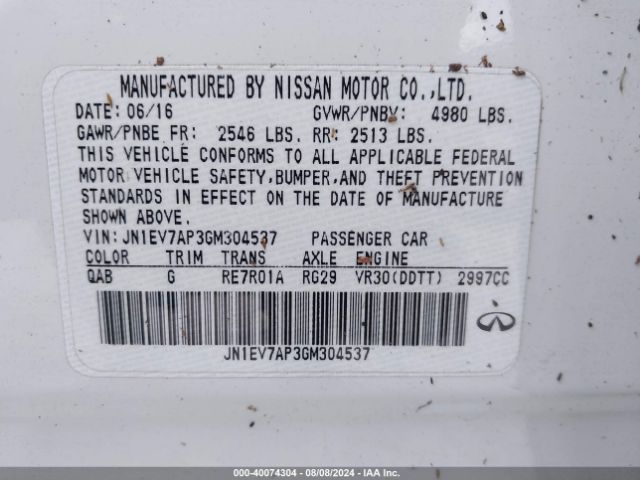 MANUFACTURED BY NISSAN MOTOR CO.,LTD.
DATE: 06/16 GVWR/PNBV: 4980 LBS.
GAWR/PNBE FR: 2546 LBS. RR: 2513 LBS.
THIS VEHICLE CONFORMS TO ALL APPLICABLE FEDERAL
MOTOR VEHICLE SAFETY,BUMPER,AND THEFT PREVENTION
STANDARDS IN EFFECT ON THE DATE OF MANUFACTURE
SHOWN ABOVE.
VIN: JN1EV7AP3GM304537 PASSENGER CAR
COLOR TRIM TRANS AXLE ENGINE
QAB G RE7R01A RG29 VR30(DDTT) 2997CC
JN1EV7AP3GM304537
000-40074304 - 08/08/2024 - IAA Inc.